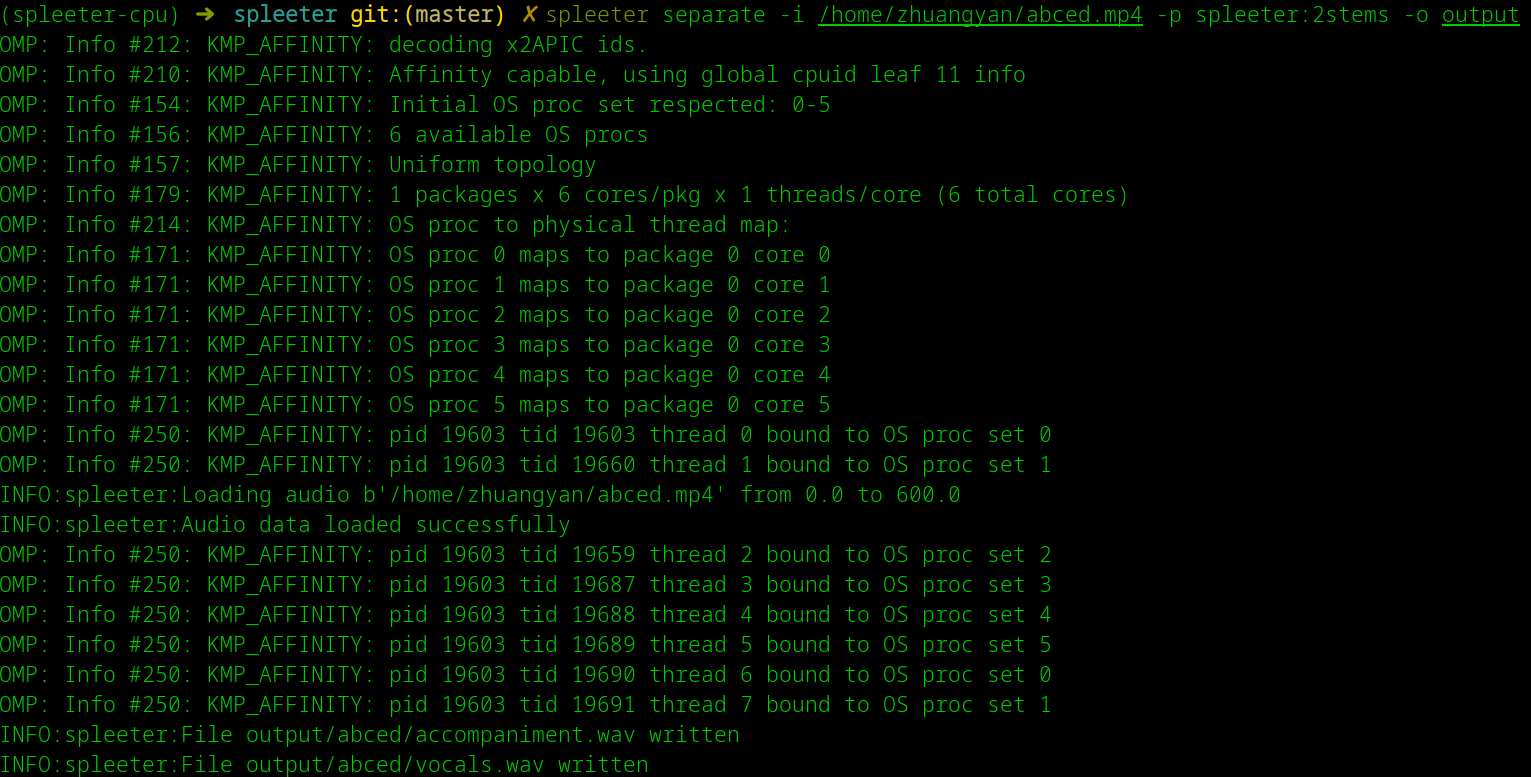 (spleeter-cpu) ➜ spleeter git:(master) ✗ spleeter separate -i /home/zhuangyan/abced.mp4 -p spleeter:2stems -o output
OMP: Info #212: KMP_AFFINITY: decoding x2APIC ids.
OMP: Info #210: KMP_AFFINITY: Affinity capable, using global cpuid leaf 11 info
OMP: Info #154: KMP_AFFINITY: Initial OS proc set respected: 0-5
OMP: Info #156: KMP_AFFINITY: 6 available OS procs
OMP: Info #157: KMP_AFFINITY: Uniform topology
OMP: Info #179: KMP_AFFINITY: 1 packages x 6 cores/pkg x 1 threads/core (6 total cores)
OMP: Info #214: KMP_AFFINITY: OS proc to physical thread map:
OMP: Info #171: KMP_AFFINITY: OS proc 0 maps to package 0 core 0
OMP: Info #171: KMP_AFFINITY: OS proc 1 maps to package 0 core 1
OMP: Info #171: KMP_AFFINITY: OS proc 2 maps to package 0 core 2
OMP: Info #171: KMP_AFFINITY: OS proc 3 maps to package 0 core 3
OMP: Info #171: KMP_AFFINITY: OS proc 4 maps to package 0 core 4
OMP: Info #171: KMP_AFFINITY: OS proc 5 maps to package 0 core 5
OMP: Info #250: KMP_AFFINITY: pid 19603 tid 19603 thread 0 bound to OS proc set 0
OMP: Info #250: KMP_AFFINITY: pid 19603 tid 19660 thread 1 bound to OS proc set 1
INFO:spleeter:Loading audio b'/home/zhuangyan/abced.mp4' from 0.0 to 600.0
INFO:spleeter:Audio data loaded successfully
OMP: Info #250: KMP_AFFINITY: pid 19603 tid 19659 thread 2 bound to OS proc set 2
OMP: Info #250: KMP_AFFINITY: pid 19603 tid 19687 thread 3 bound to OS proc set 3
OMP: Info #250: KMP_AFFINITY: pid 19603 tid 19688 thread 4 bound to OS proc set 4
OMP: Info #250: KMP_AFFINITY: pid 19603 tid 19689 thread 5 bound to OS proc set 5
OMP: Info #250: KMP_AFFINITY: pid 19603 tid 19690 thread 6 bound to OS proc set 0
OMP: Info #250: KMP_AFFINITY: pid 19603 tid 19691 thread 7 bound to OS proc set 1
INFO:spleeter:File output/abced/accompaniment.wav written
INFO:spleeter:File output/abced/vocals.wav written